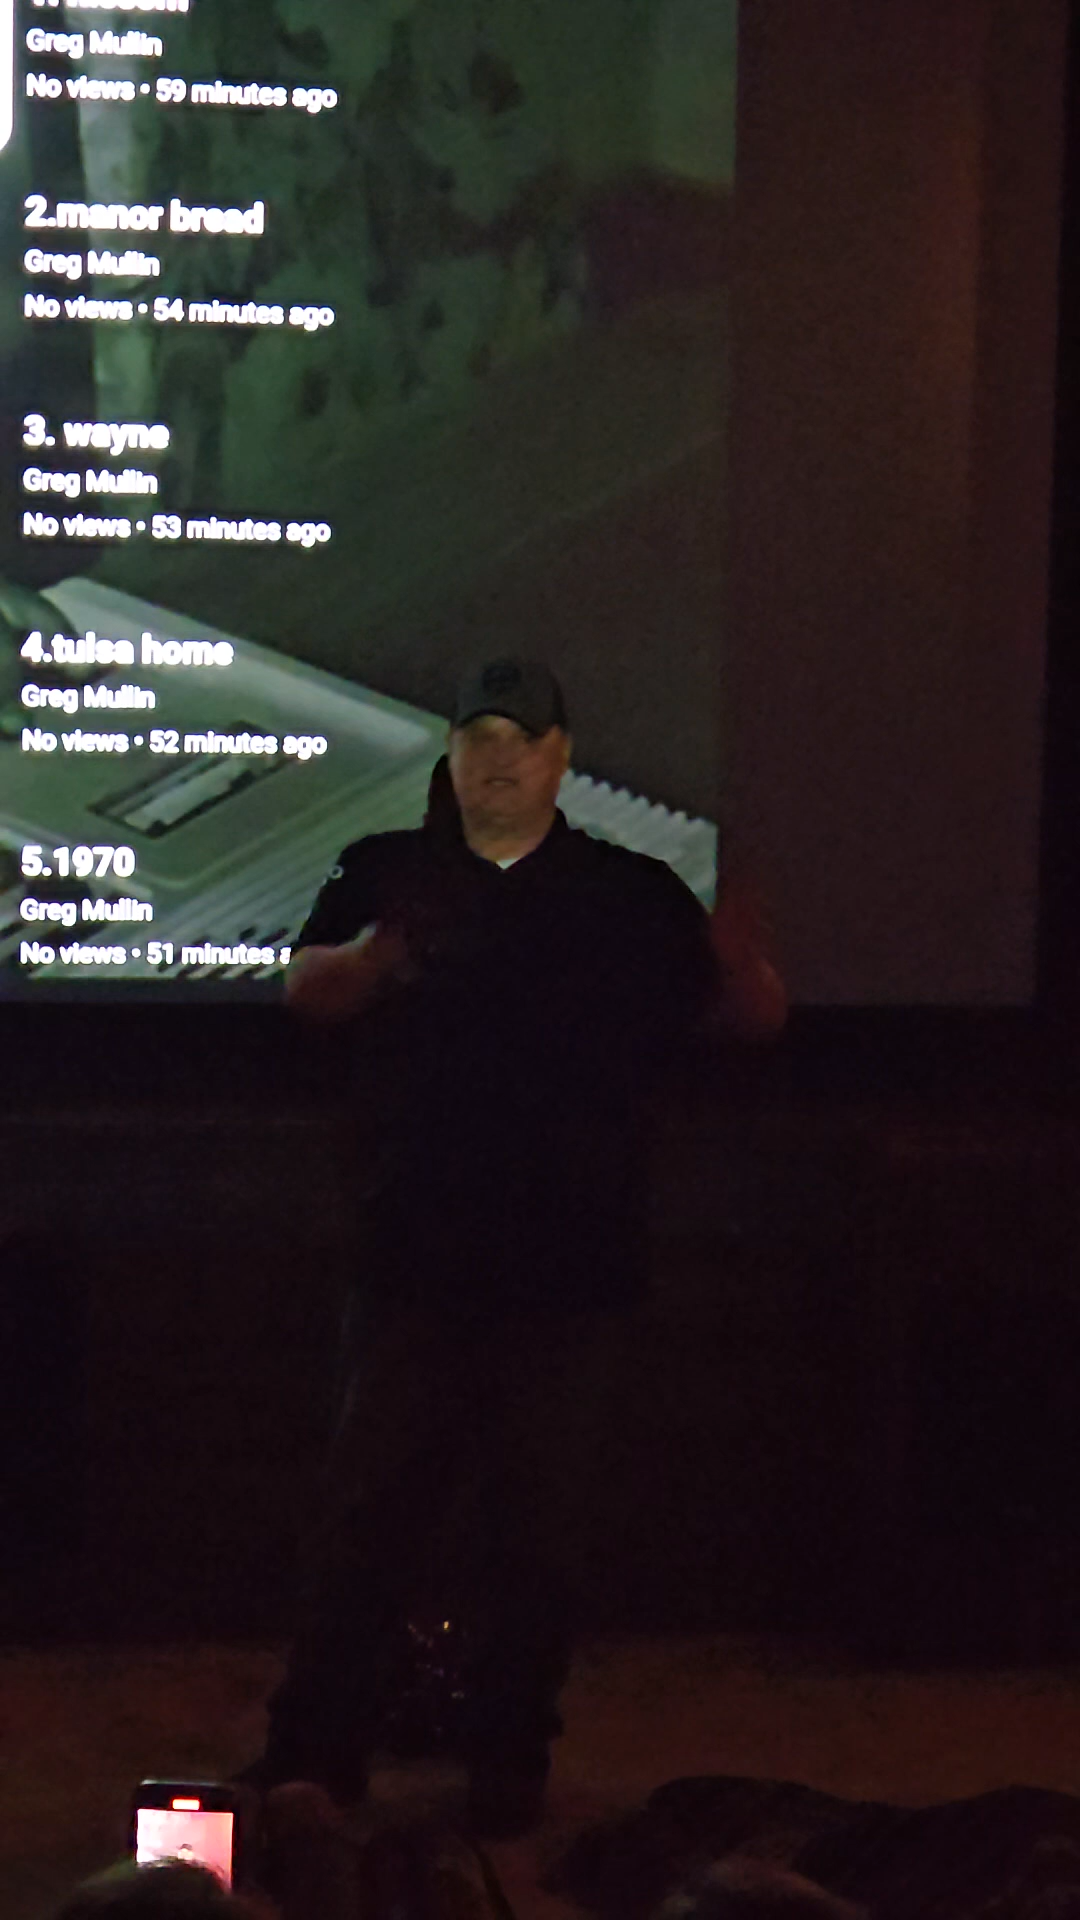 Greg Mullin
No views • 59 minutes ago
2.manor bread
Greg Mullin
No views • 54 minutes ago
3. wayne
Greg Mullin
No views • 53 minutes ago
4.tulsa home
Greg Mullin
No views • 52 minutes ago
5.1970
Greg Mullin
No views • 51 minutes a